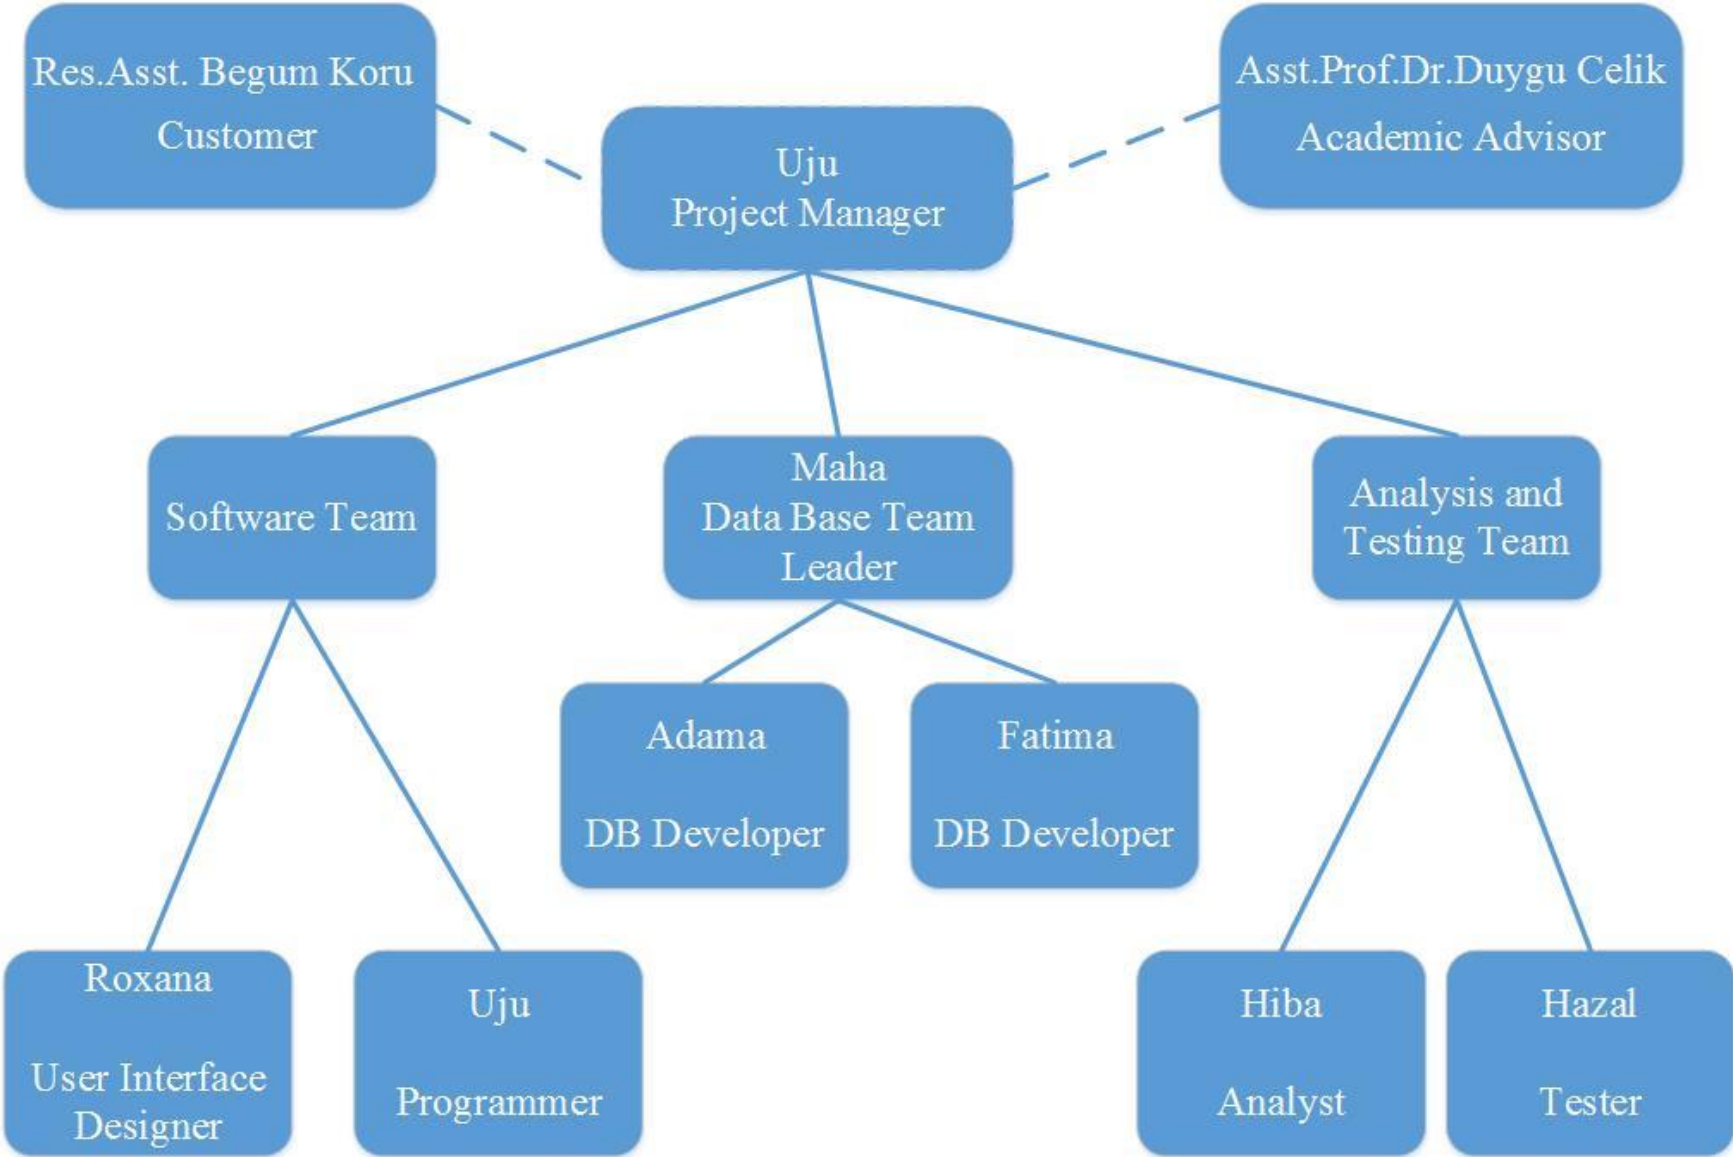 Res.Asst. Begum Koru
Customer
Asst.Prof.Dr.Duygu Celik
Academic Advisor
Uju
Project Manager
Software Team
Maha
Data Base Team
Leader
Analysis and
Testing Team
Adama
DB Developer
Fatima
DB Developer
Roxana
User Interface
Designer
Uju
Programmer
Hiba
Analyst
Hazal
Tester